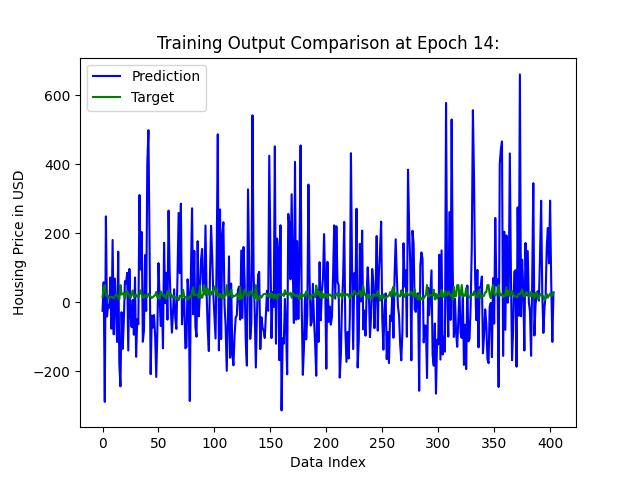 Training Output Comparison at Epoch 14:
Prediction
Target
Housing Price in USD
600
400
200
0
−200
0 50 100 150 200 250 300 350 400
Data Index